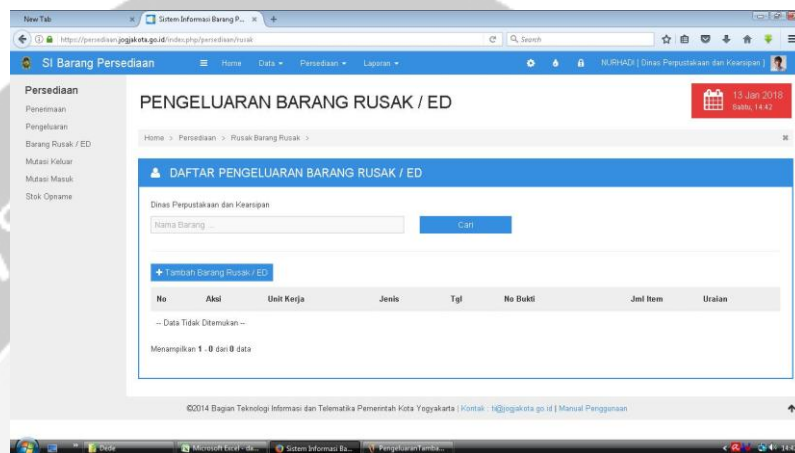 New Tab
Sistem Informasi Barang P...
https://persediaan.jogjakota.go.id/index.php/persediaan/rusak
Search
SI Barang Persediaan
Home
Data
Persediaan
Laporan
NURHADI | Dinas Perpustakaan dan Kearsipan |
Persediaan
Penerimaan
Pengeluaran
Barang Rusak / ED
Mutasi Keluar
Mutasi Masuk
Stok Opname
PENGELUARAN BARANG RUSAK / ED
13 Jan 2018
Sabtu, 14:42
Home > Persediaan > Rusak Barang Rusak >
DAFTAR PENGELUARAN BARANG RUSAK / ED
Dinas Perpustakaan dan Kearsipan
Nama Barang ...
Cari
+ Tambah Barang Rusak / ED
No Aksi Unit Kerja Jenis Tgl No Bukti Jml Item Uraian
-- Data Tidak Ditemukan --
Menampilkan 1 - 0 dari 0 data
©2014 Bagian Teknologi Informasi dan Telematika Pemerintah Kota Yogyakarta | Kontak : ti@jogjakota.go.id | Manual Penggunaan
Dede
Microsoft Excel - da...
Sistem Informasi Ba...
PengeluaranTamba...